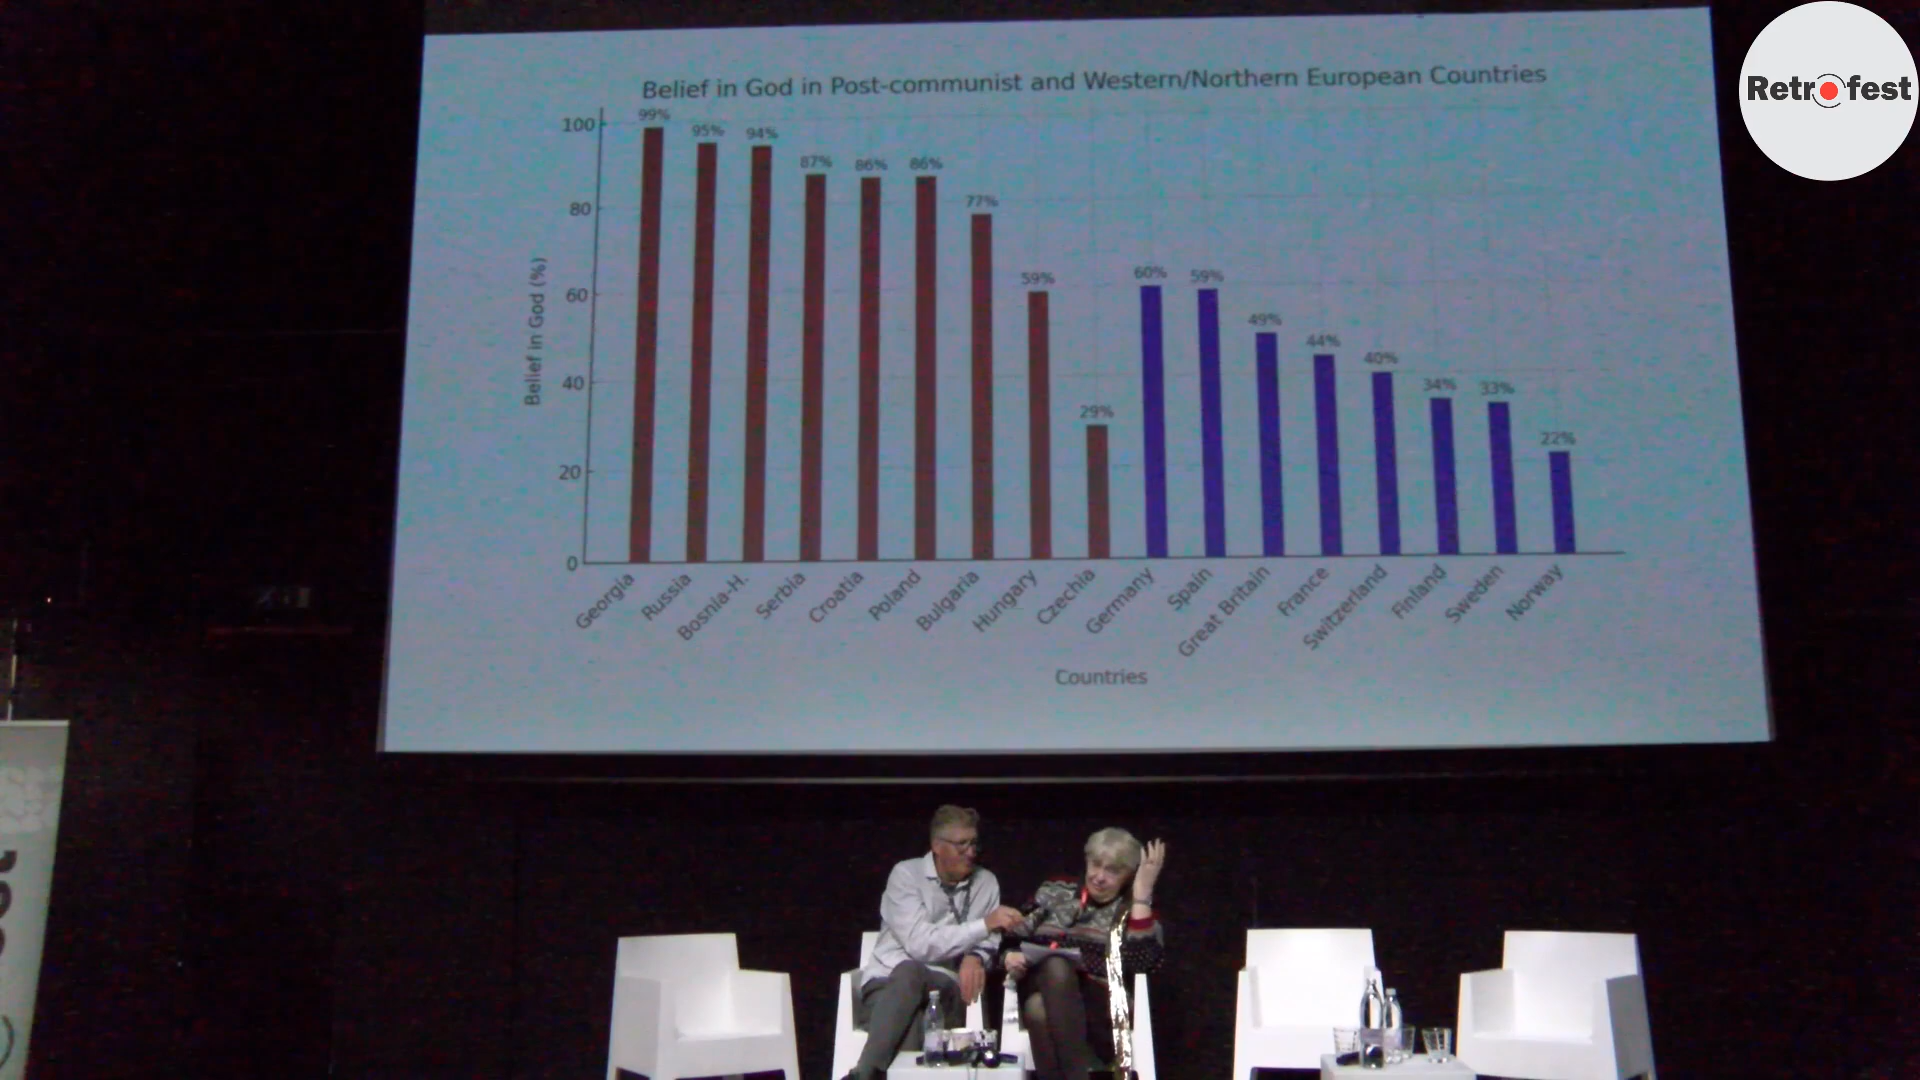 Retrofest
Belief in God in Post-communist and Western/Northern European Countries
Belief in God (%)
100
80
60
40
20
0
99%
95%
94%
87%
86%
86%
77%
59%
29%
60%
59%
49%
44%
40%
34%
33%
22%
Georgia
Russia
Bosnia-H.
Serbia
Croatia
Poland
Bulgaria
Hungary
Czechia
Germany
Spain
Great Britain
France
Switzerland
Finland
Sweden
Norway
Countries